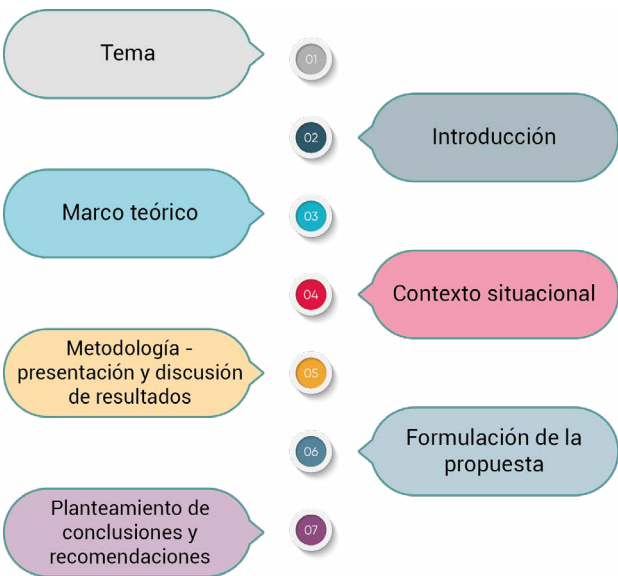 Tema
01
02
Introducción
Marco teórico
03
04
Contexto situacional
Metodología -
presentación y discusión
de resultados
05
06
Formulación de la
propuesta
Planteamiento de
conclusiones y
recomendaciones
07